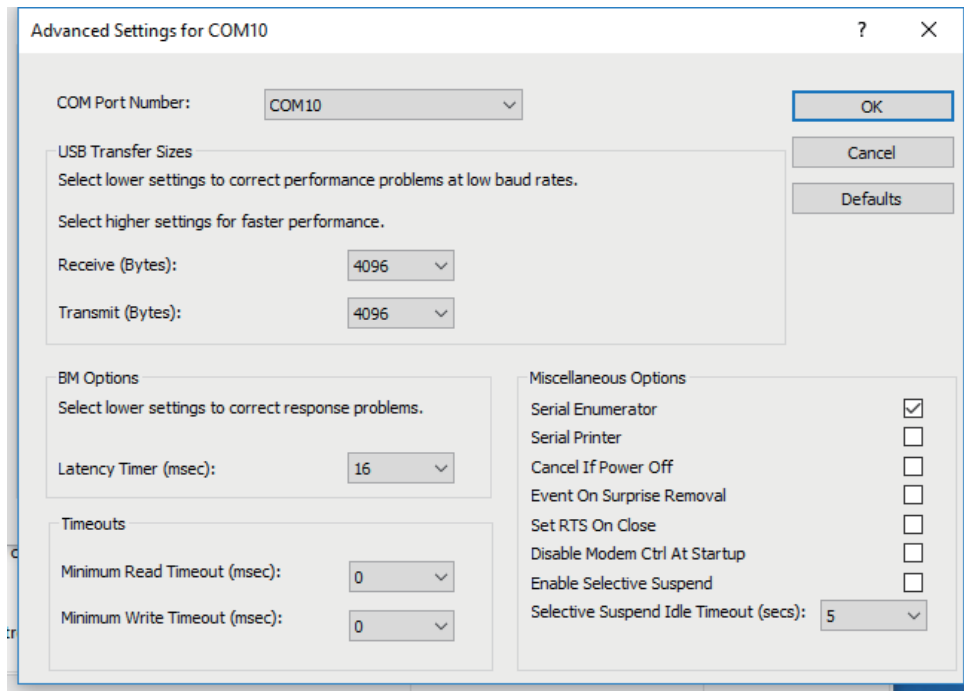 Advanced Settings for COM10 ? ×
COM Port Number: COM10
OK
USB Transfer Sizes
Cancel
Select lower settings to correct performance problems at low baud rates.
Defaults
Select higher settings for faster performance.
Receive (Bytes): 4096
Transmit (Bytes): 4096
BM Options
Select lower settings to correct response problems.
Latency Timer (msec): 16
Timeouts
Minimum Read Timeout (msec): 0
Minimum Write Timeout (msec): 0
Miscellaneous Options
Serial Enumerator
Serial Printer
Cancel If Power Off
Event On Surprise Removal
Set RTS On Close
Disable Modem Ctrl At Startup
Enable Selective Suspend
Selective Suspend Idle Timeout (secs): 5